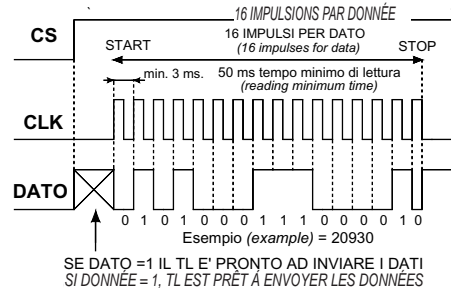 16 IMPULSIONS PAR DONNÉE
CS
START
16 IMPULSI PER DATO
(16 impulses for data)
STOP
min. 3 ms.
50 ms tempo minimo di lettura
(reading minimum time)
CLK
DATO
0 1 0 1 0 0 0 1 1 1 0 0 0 0 1 0
Esempio (example) = 20930
SE DATO =1 IL TL E' PRONTO AD INVIARE I DATI
SI DONNÉE = 1, TL EST PRÊT À ENVOYER LES DONNÉES